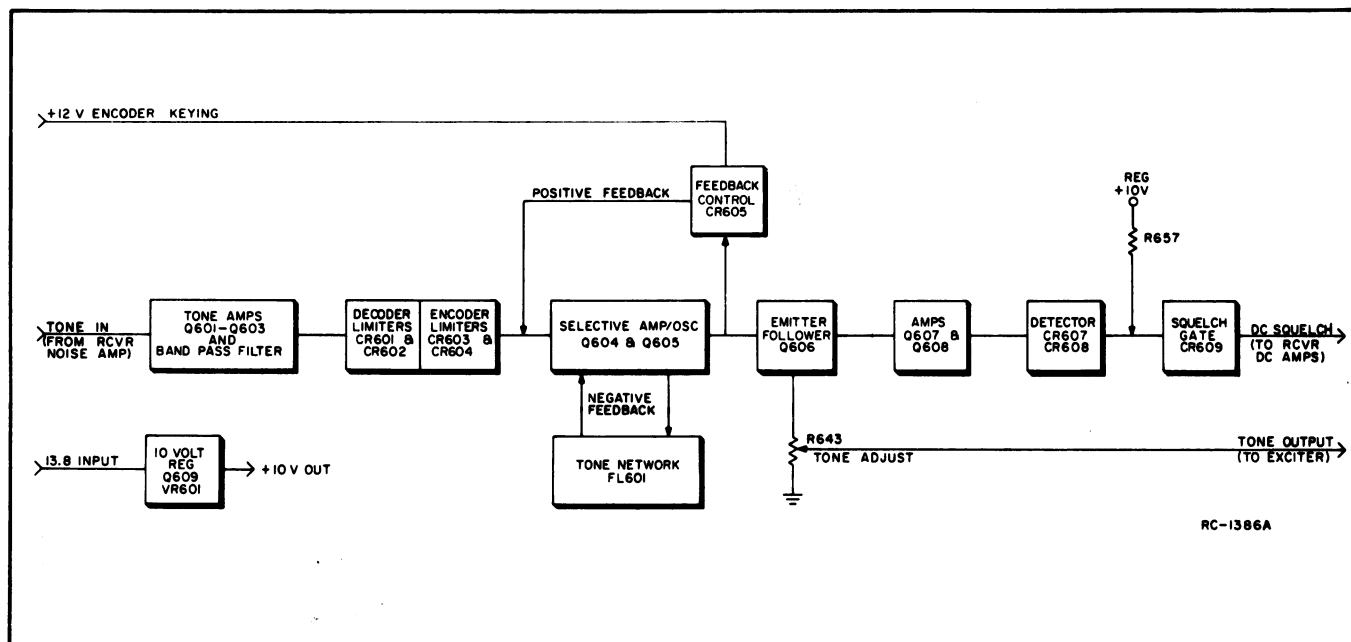 +12 V ENCODER KEYING
POSITIVE FEEDBACK
FEEDBACK
CONTROL
CR605
REG
+10V
R657
TONE IN
(FROM RCVR
NOISE AMP)
TONE AMPS
Q601-Q603
AND
BAND PASS FILTER
DECODER
LIMITERS
CR601 &
CR602
ENCODER
LIMITERS
CR603 &
CR604
SELECTIVE AMP/OSC
Q604 & Q605
EMITTER
FOLLOWER
Q606
AMPS
Q607 &
Q608
DETECTOR
CR607
CR608
SQUELCH
GATE
CR609
DC SQUELCH
(TO RCVR
DC AMPS)
NEGATIVE
FEEDBACK
TONE NETWORK
FL601
R643
TONE ADJUST
TONE OUTPUT
(TO EXCITER)
13.8 INPUT
10 VOLT
REG
Q609
VR601
+10 V OUT
RC-1386A